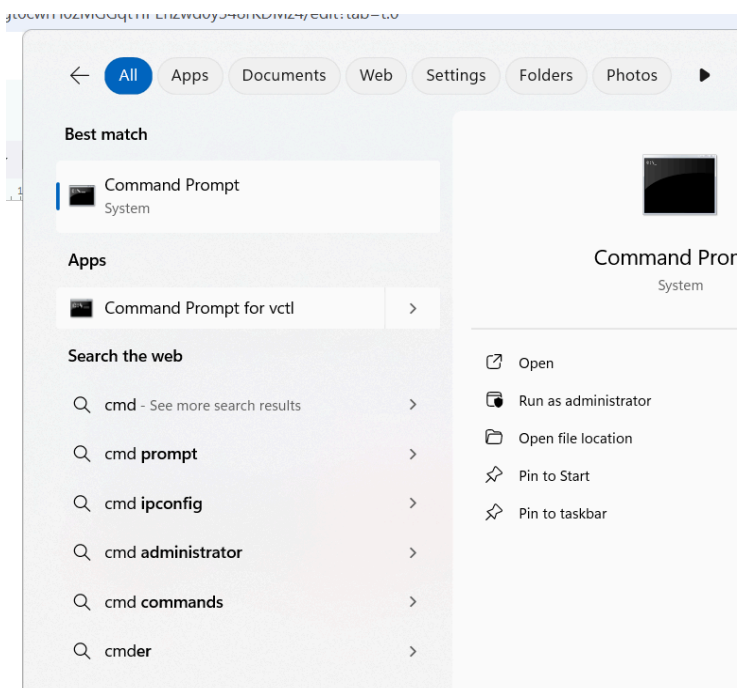 All
Apps
Documents
Web
Settings
Folders
Photos
Best match
Command Prompt
System
Apps
Command Prompt for vctl
Search the web
cmd - See more search results
cmd prompt
cmd ipconfig
cmd administrator
cmd commands
cmder
Command Pror
System
Open
Run as administrator
Open file location
Pin to Start
Pin to taskbar